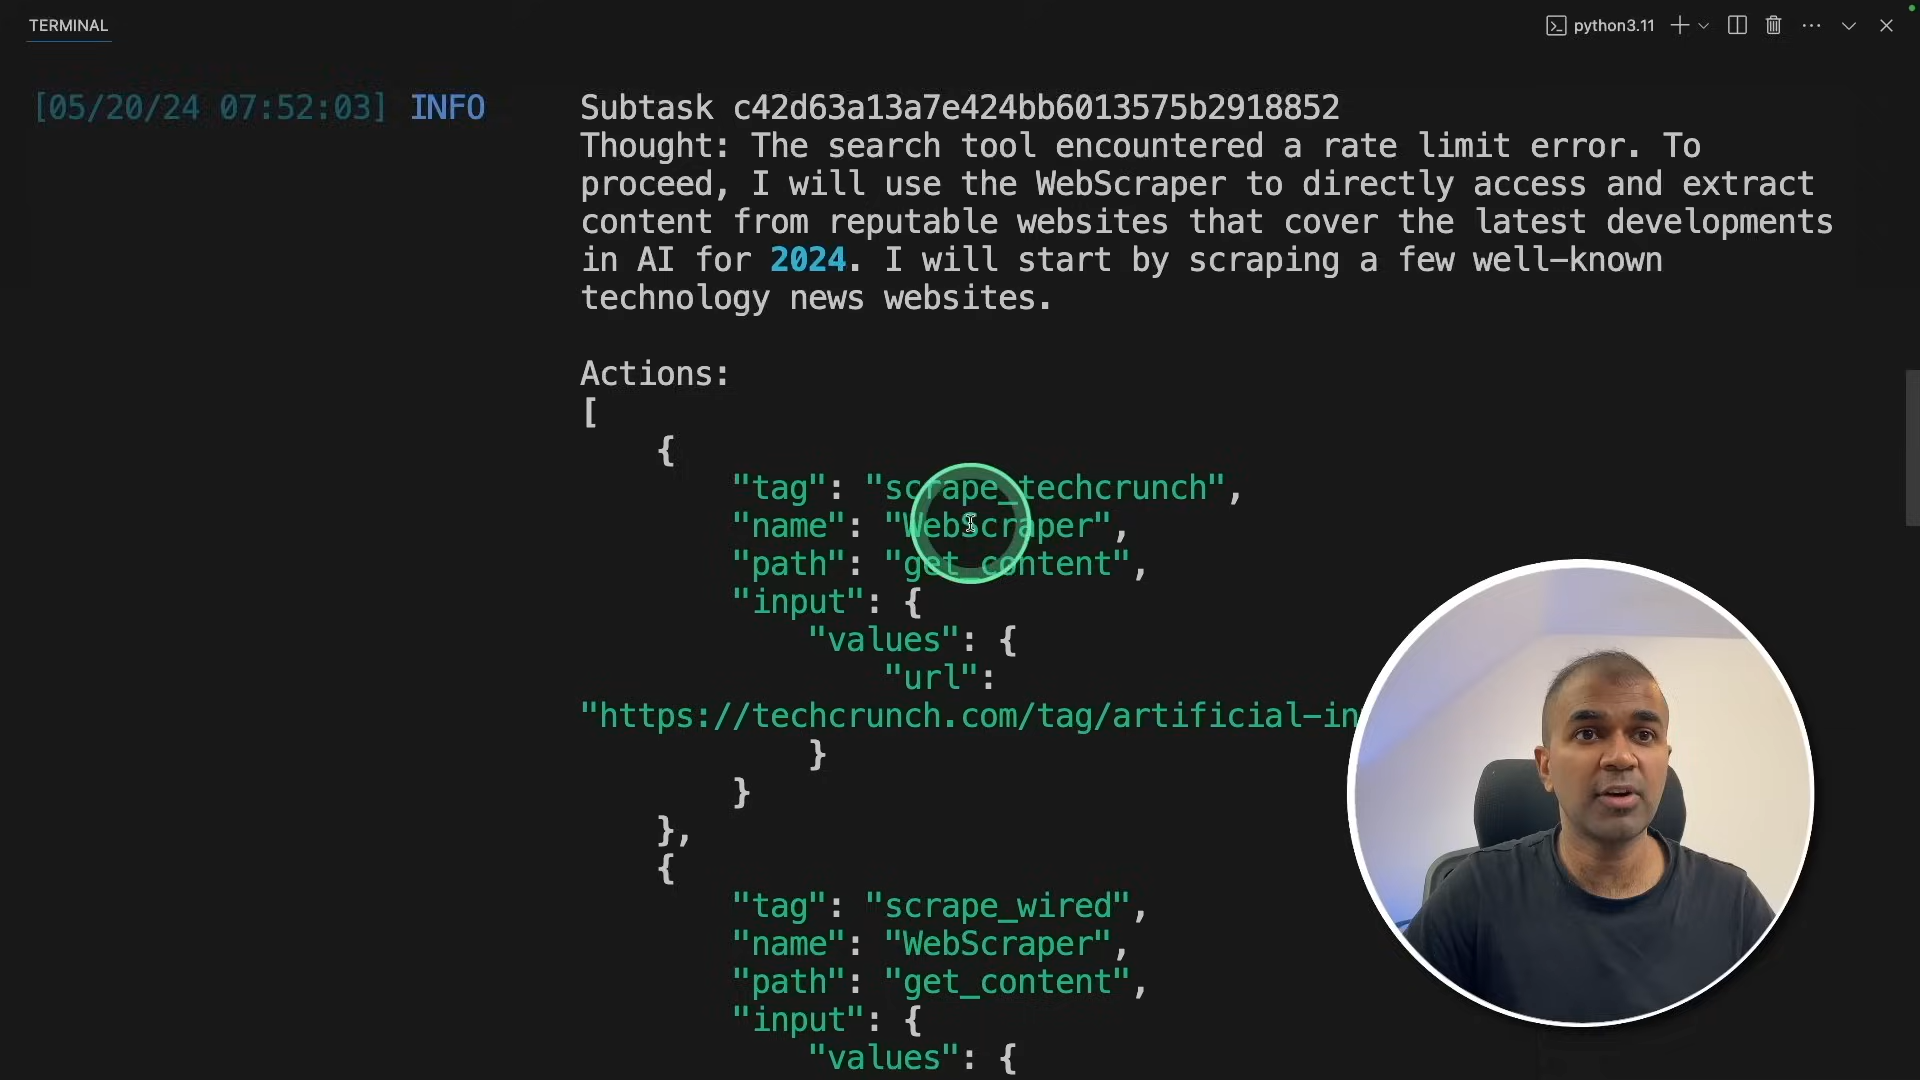 TERMINAL
python3.11
[05/20/24 07:52:03] INFO Subtask c42d63a13a7e424bb6013575b2918852
Thought: The search tool encountered a rate limit error. To
proceed, I will use the WebScraper to directly access and extract
content from reputable websites that cover the latest developments
in AI for 2024. I will start by scraping a few well-known
technology news websites.
Actions:
[
{
"tag": "scrape_techcrunch",
"name": "WebScraper",
"path": "get_content",
"input": {
"values": {
"url":
"https://techcrunch.com/tag/artificial-in
}
}
},
{
"tag": "scrape_wired",
"name": "WebScraper",
"path": "get_content",
"input": {
"values": {